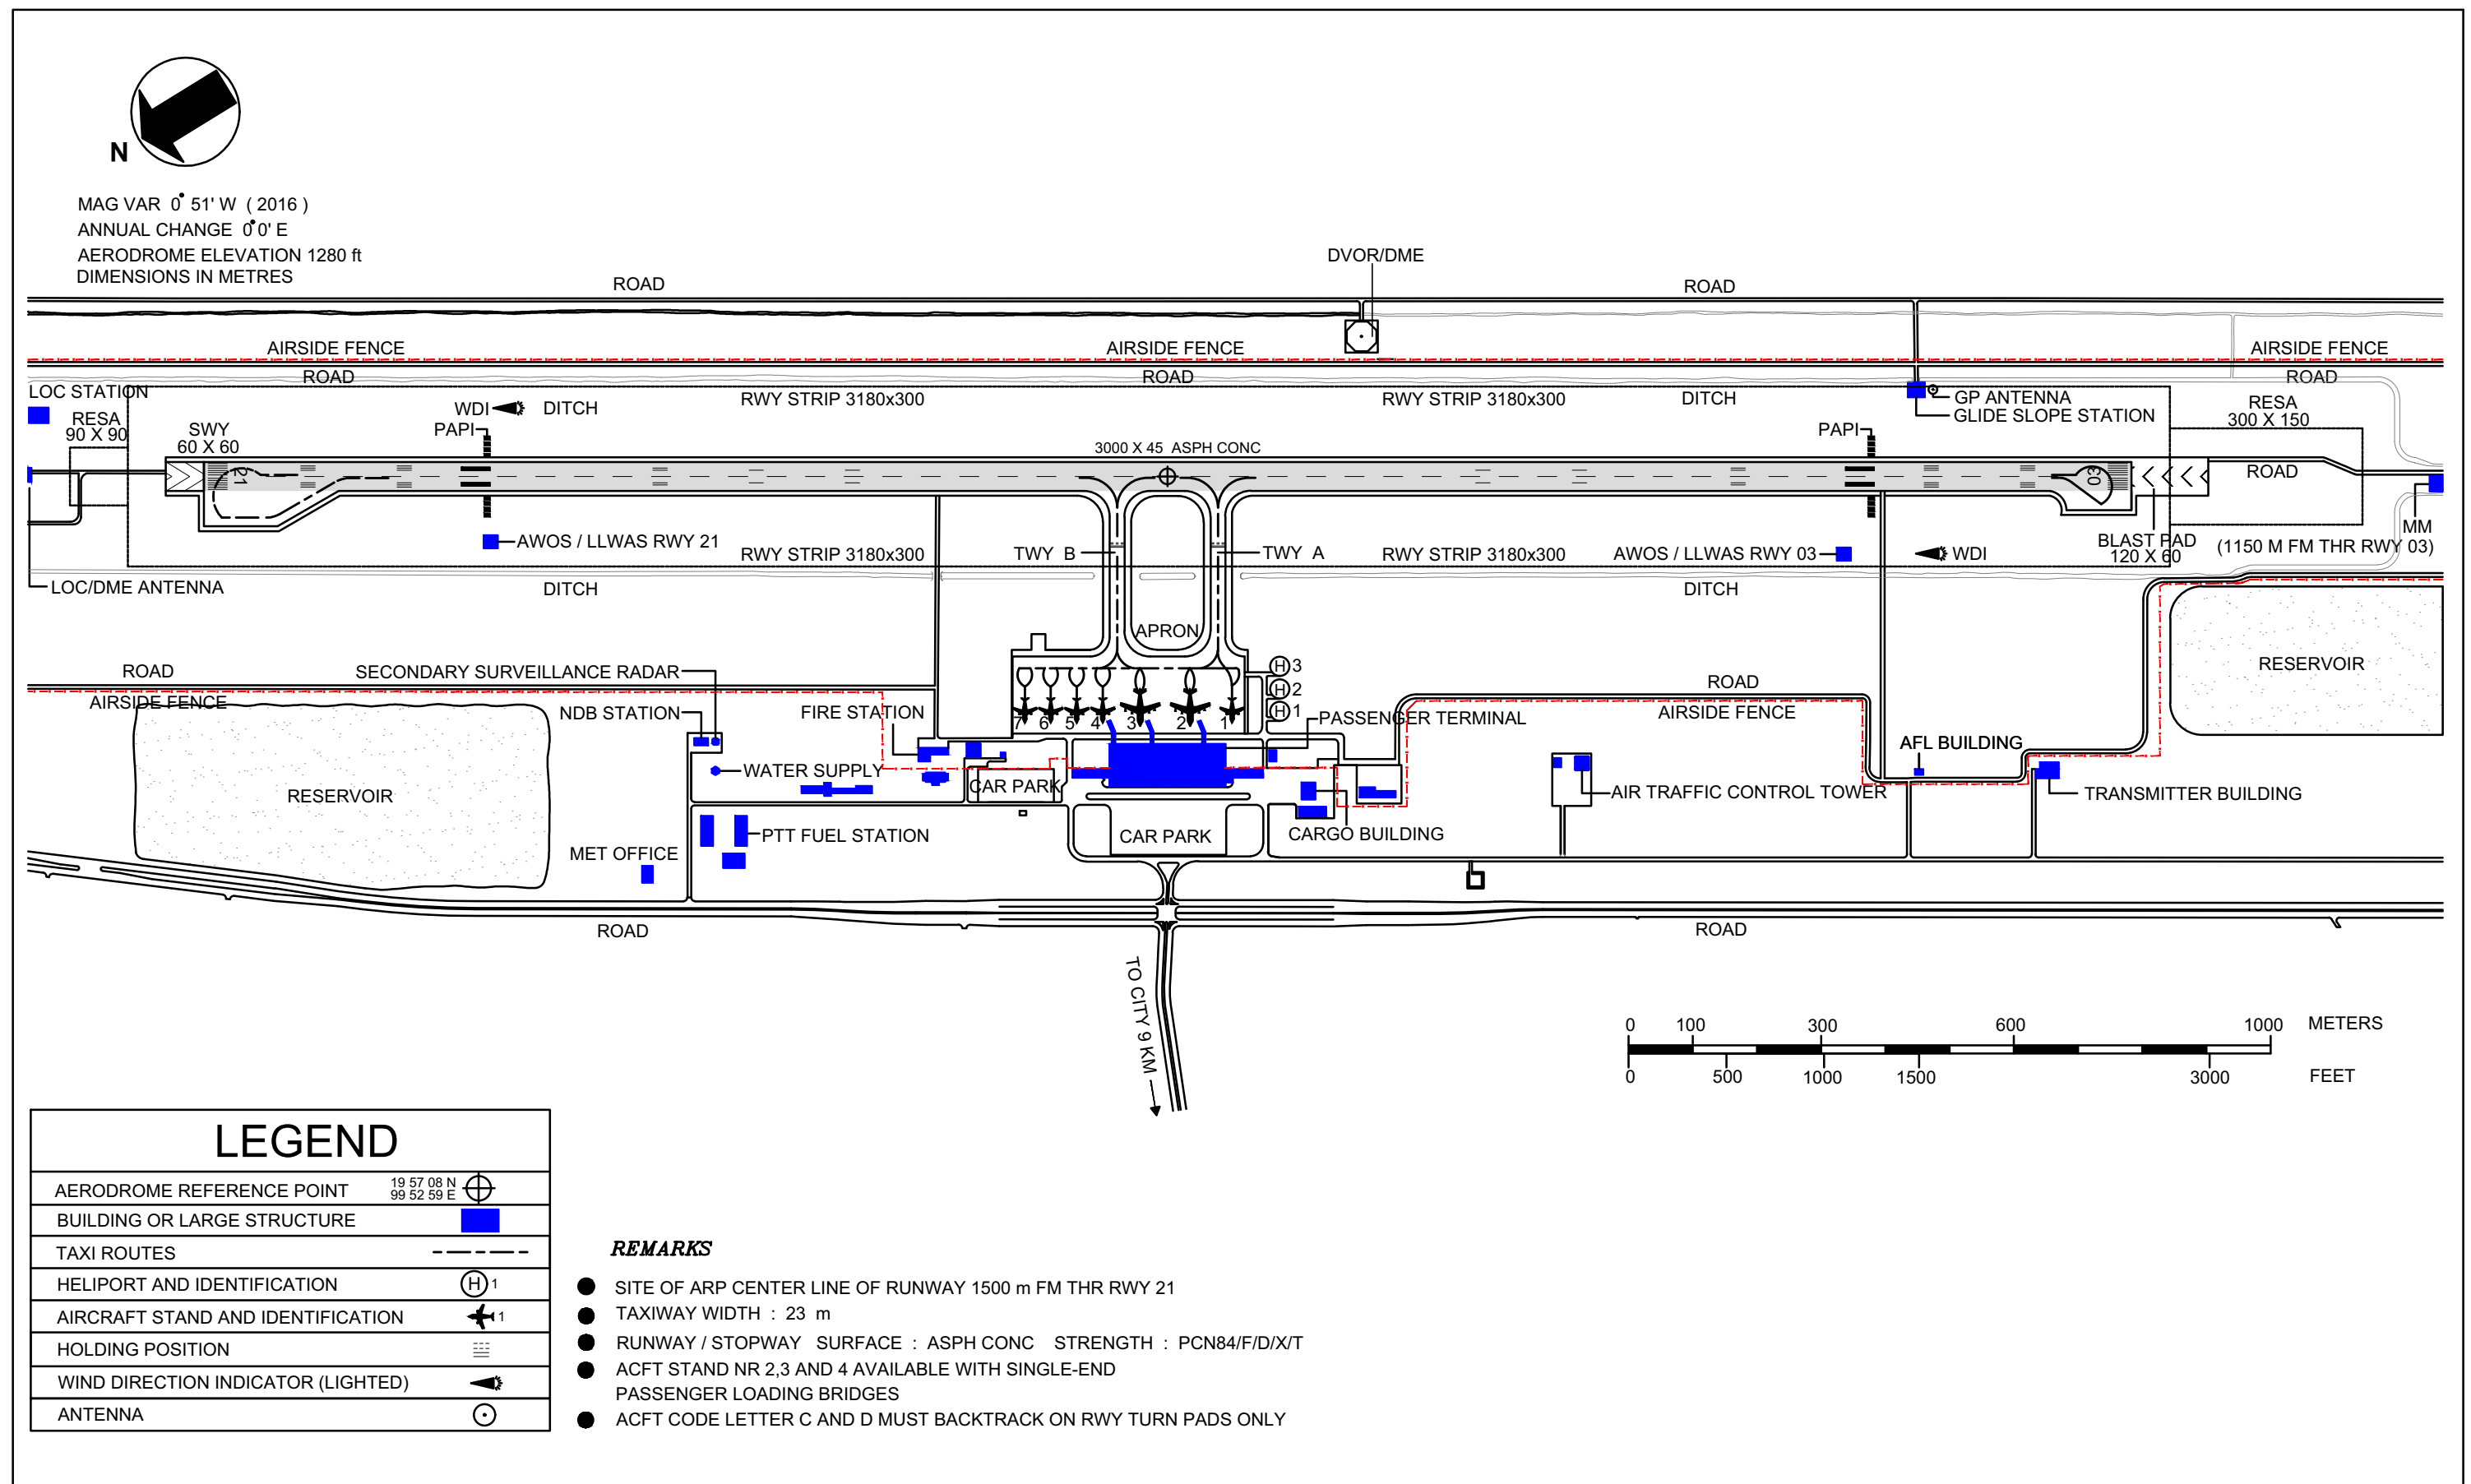 N
MAG VAR 0° 51' W ( 2016 )
ANNUAL CHANGE 0°0' E
AERODROME ELEVATION 1280 ft
DIMENSIONS IN METRES
DVOR/DME
ROAD
ROAD
AIRSIDE FENCE
AIRSIDE FENCE
AIRSIDE FENCE
ROAD
ROAD
ROAD
LOC STATION
RESA
90 X 90
SWY
60 X 60
WDI
DITCH
PAPI
RWY STRIP 3180x300
RWY STRIP 3180x300
DITCH
GP ANTENNA
GLIDE SLOPE STATION
RESA
300 X 150
PAPI
3000 X 45 ASPH CONC
21
03
ROAD
MM
(1150 M FM THR RWY 03)
BLAST PAD
120 X 60
AWOS / LLWAS RWY 21
RWY STRIP 3180x300
TWY B
TWY A
RWY STRIP 3180x300
AWOS / LLWAS RWY 03
WDI
LOC/DME ANTENNA
DITCH
DITCH
APRON
ROAD
AIRSIDE FENCE
SECONDARY SURVEILLANCE RADAR
NDB STATION
FIRE STATION
7
6
5
4
3
2
1
H 3
H 2
H 1
PASSENGER TERMINAL
ROAD
AIRSIDE FENCE
RESERVOIR
AFL BUILDING
WATER SUPPLY
RESERVOIR
CAR PARK
AIR TRAFFIC CONTROL TOWER
TRANSMITTER BUILDING
PTT FUEL STATION
CAR PARK
CARGO BUILDING
MET OFFICE
ROAD
ROAD
TO CITY 9 KM
0 100 300 600 1000 METERS
0 500 1000 1500 3000 FEET
LEGEND
AERODROME REFERENCE POINT 19 57 08 N
99 52 59 E
BUILDING OR LARGE STRUCTURE
TAXI ROUTES
HELIPORT AND IDENTIFICATION H 1
AIRCRAFT STAND AND IDENTIFICATION 1
HOLDING POSITION
WIND DIRECTION INDICATOR (LIGHTED)
ANTENNA
REMARKS
SITE OF ARP CENTER LINE OF RUNWAY 1500 m FM THR RWY 21
TAXIWAY WIDTH : 23 m
RUNWAY / STOPWAY SURFACE : ASPH CONC STRENGTH : PCN84/F/D/X/T
ACFT STAND NR 2,3 AND 4 AVAILABLE WITH SINGLE-END
PASSENGER LOADING BRIDGES
ACFT CODE LETTER C AND D MUST BACKTRACK ON RWY TURN PADS ONLY